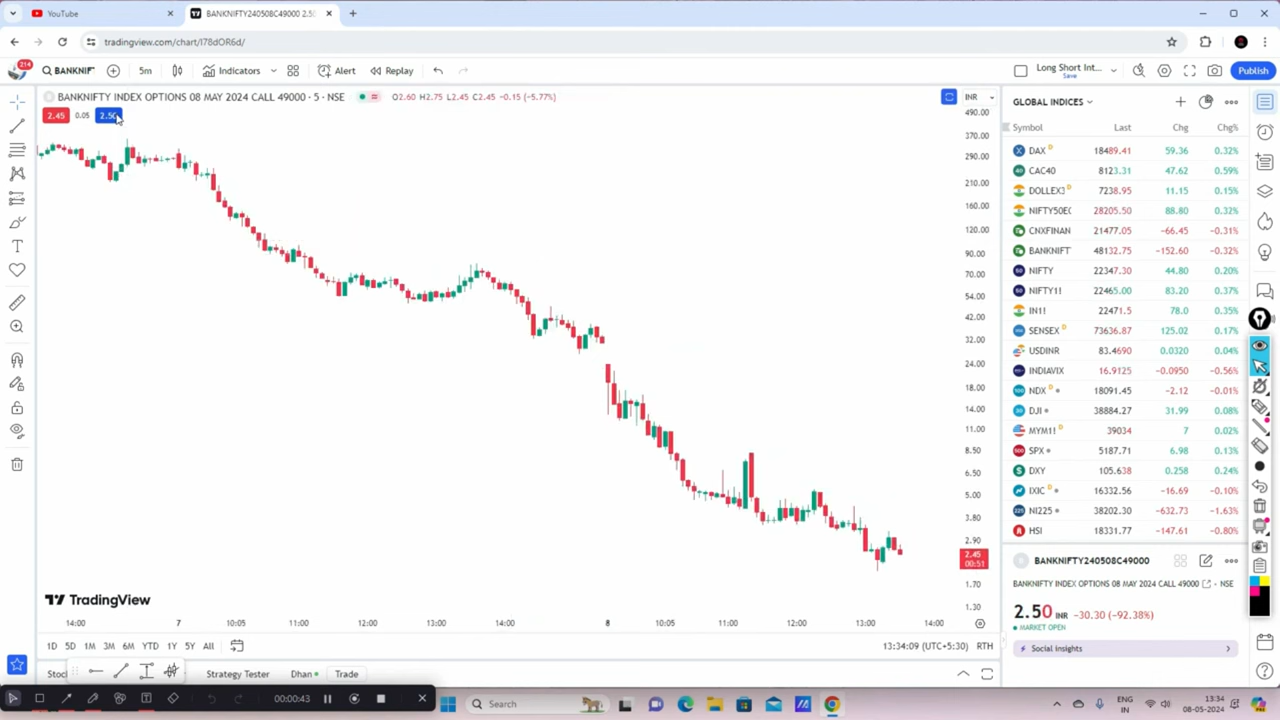 YouTube
BANKNIFTY240508C49000 2.50
tradingview.com/chart/I78dOR6d/
214
BANKNIF
5m
Indicators
Alert
Replay
Long Short Int...
Save
Publish
BANKNIFTY INDEX OPTIONS 08 MAY 2024 CALL 49000 · 5 · NSE
O2.60 H2.75 L2.45 C2.45 -0.15 (-5.77%)
2.45 0.05 2.50
INR
490.00
370.00
290.00
210.00
160.00
120.00
90.00
70.00
54.00
42.00
32.00
24.00
18.00
14.00
11.00
8.50
6.50
5.00
3.80
2.90
2.45
00:51
1.70
1.30
TradingView
14:00 7 10:05 11:00 12:00 13:00 14:00 8 10:05 11:00 12:00 13:00 14:00
1D 5D 1M 3M 6M YTD 1Y 5Y All
13:34:09 (UTC+5:30) RTH
Stoc
Strategy Tester
Dhan
Trade
GLOBAL INDICES
Symbol Last Chg Chg%
DAX D 18489.41 59.36 0.32%
CAC40 8123.31 47.62 0.59%
DOLLEX3 D 7238.95 11.15 0.15%
NIFTY50E( 28205.50 88.80 0.32%
CNXFINAN 21477.05 -66.45 -0.31%
BANKNIFT 48132.75 -152.60 -0.32%
NIFTY 22347.30 44.80 0.20%
NIFTY1! 22465.00 83.20 0.37%
IN1! 22471.5 78.0 0.35%
SENSEX D 73636.87 125.02 0.17%
USDINR 83.4690 0.0320 0.04%
INDIAVIX 16.9125 -0.0950 -0.56%
NDX D 18091.45 -2.12 -0.01%
DJI 38884.27 31.99 0.08%
MYM1! D 39034 7 0.02%
SPX 5187.71 6.98 0.13%
DXY 105.638 0.258 0.24%
IXIC D 16332.56 -16.69 -0.10%
NI225 38202.30 -632.73 -1.63%
HSI 18331.77 -147.61 -0.80%
BANKNIFTY240508C49000
BANKNIFTY INDEX OPTIONS 08 MAY 2024 CALL 49000 · NSE
2.50 INR -30.30 (-92.38%)
MARKET OPEN
Social Insights
00:00:43
Search
ENG
IN
13:34
08-05-2024